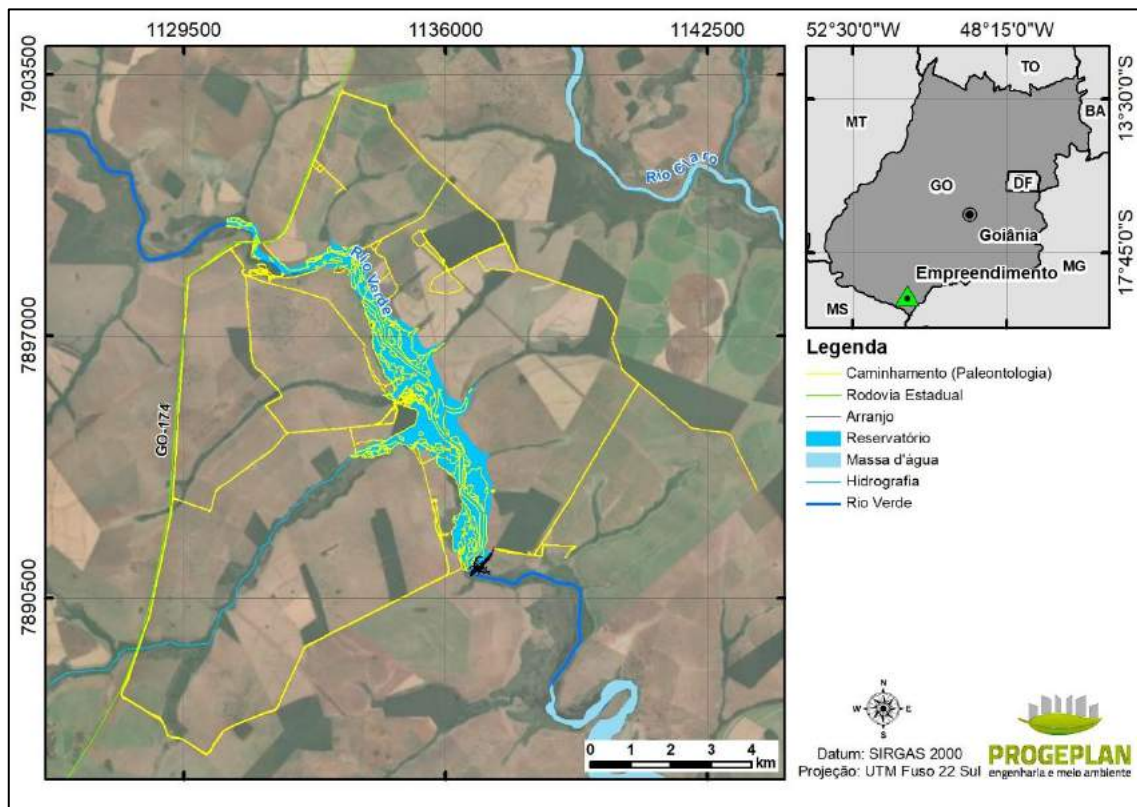 1129500 1136000 1142500
7903500
7897000
7890500
Rio Claro
Rio Verde
GO-174
0 1 2 3 4
km
52°30'0"W 48°15'0"W
13°30'0"S
17°45'0"S
TO
BA
MT
GO
DF
Goiânia
MG
Empreendimento
MS
Legenda
Caminhamento (Paleontologia)
Rodovia Estadual
Arranjo
Reservatório
Massa d'água
Hidrografia
Rio Verde
N
W E
S
Datum: SIRGAS 2000
Projeção: UTM Fuso 22 Sul
PROGEPLAN
engenharia e meio ambiente